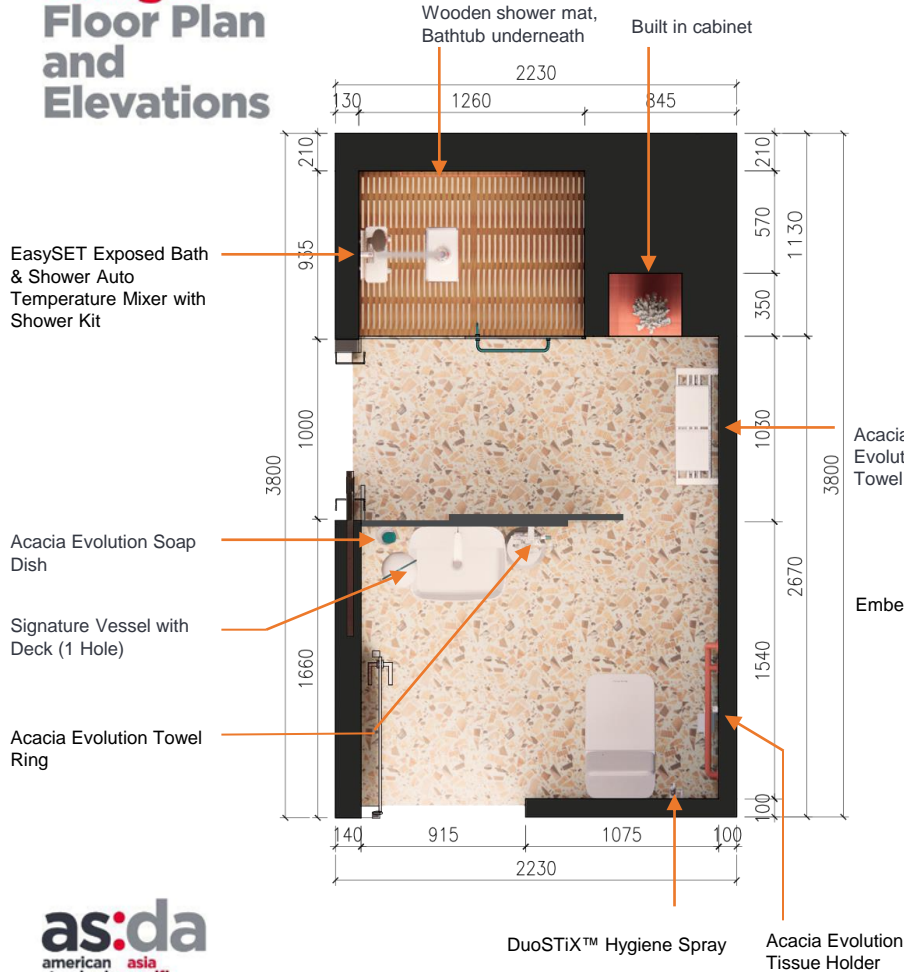 Floor Plan
and
Elevations
Wooden shower mat,
Bathtub underneath
Built in cabinet
2230
130
1260
845
210
210
570
1130
935
350
EasySET Exposed Bath
& Shower Auto
Temperature Mixer with
Shower Kit
1000
1030
3800
3800
Acacia
Evolut
Towel
Acacia Evolution Soap
Dish
2670
Signature Vessel with
Deck (1 Hole)
Embe
1660
1540
Acacia Evolution Towel
Ring
100
140
915
1075
100
2230
as:da
american asia
DuoSTiX™ Hygiene Spray
Acacia Evolution
Tissue Holder